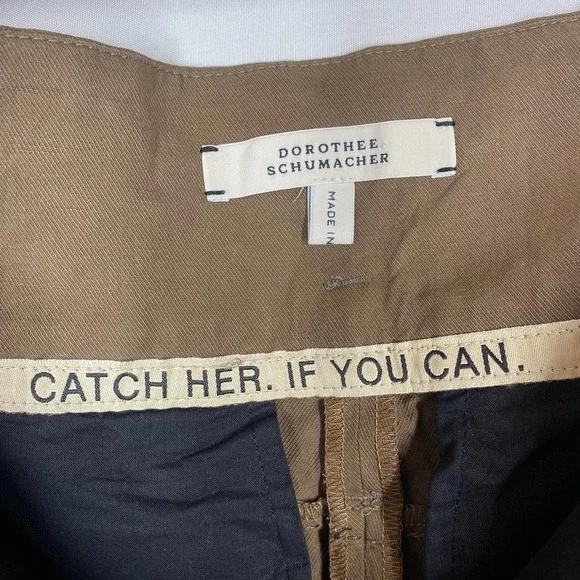 DOROTHEE
SCHUMACHER
MADE IN
CATCH HER. IF YOU CAN.